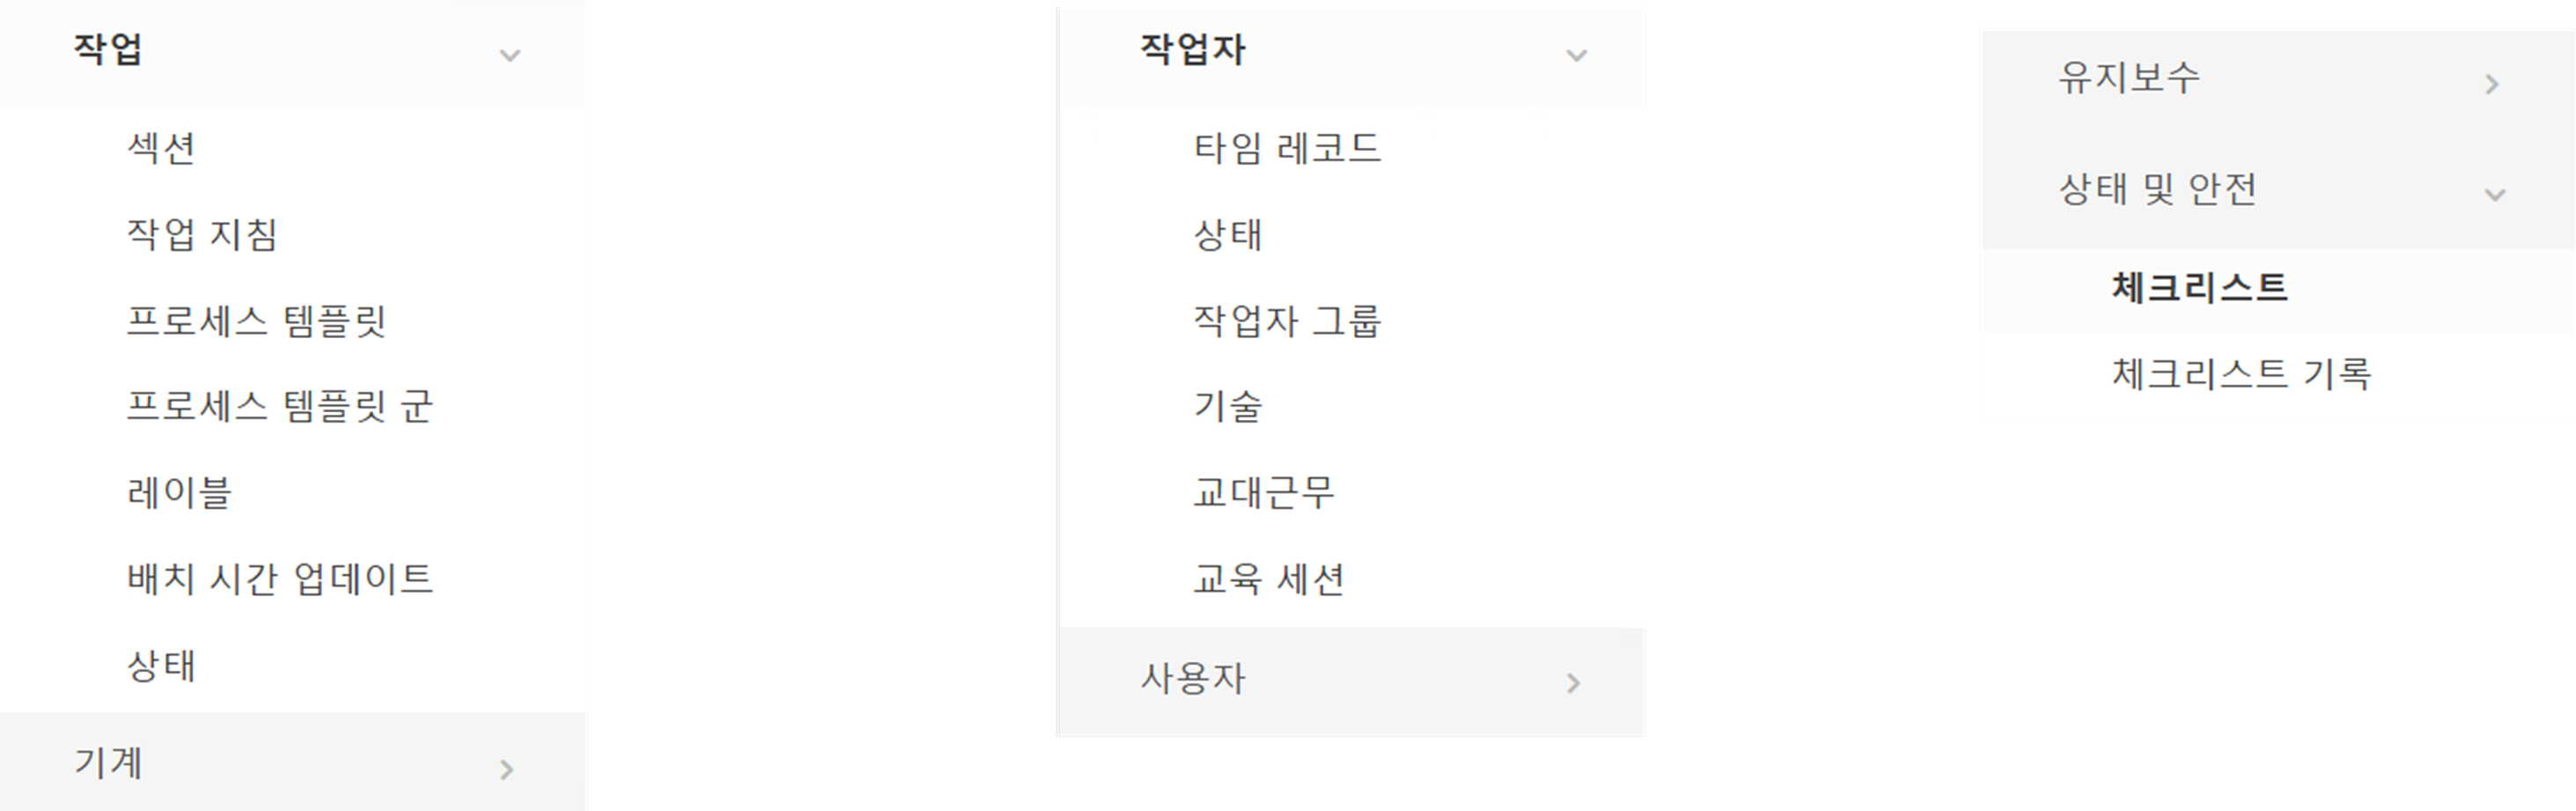 작업
섹션
작업 지침
프로세스 템플릿
프로세스 템플릿 군
레이블
배치 시간 업데이트
상태
기계
작업자
타임 레코드
상태
작업자 그룹
기술
교대근무
교육 세션
사용자
유지보수
상태 및 안전
체크리스트
체크리스트 기록